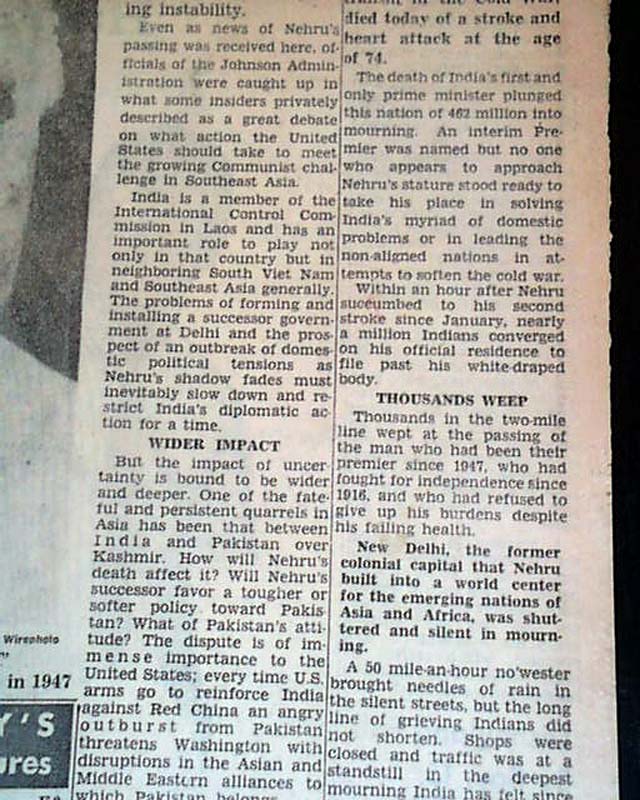 ing instability.
Even as news of Nehru's
passing was received here, of-
ficials of the Johnson Admin-
istration were caught up in
what some insiders privately
described as a great debate
on what action the United
States should take to meet
the growing Communist chal-
lenge in Southeast Asia.
India is a member of the
International Control Com-
mission in Laos and has an
important role to play not
only in that country but in
neighboring South Viet Nam
and Southeast Asia generally.
The problems of forming and
installing a successor govern-
ment at Delhi and the pros-
pect of an outbreak of domes-
tic political tensions as
Nehru's shadow fades must
inevitably slow down and re-
strict India's diplomatic ac-
tion for a time.
WIDER IMPACT
But the impact of uncer-
tainty is bound to be wider
and deeper. One of the fate-
ful and persistent quarrels in
Asia has been that between
India and Pakistan over
Kashmir. How will Nehru's
death affect it? Will Nehru's
successor favor a tougher or
softer policy toward Pakis-
tan? What of Pakistan's atti-
tude? The dispute is of im-
mense importance to the
United States; every time U.S.
arms go to reinforce India
against Red China an angry
outburst from Pakistan
threatens Washington with
disruptions in the Asian and
Middle Eastern alliances to
which Pakistan belongs.
died today of a stroke and
heart attack at the age
of 74.
The death of India's first and
only prime minister plunged
this nation of 462 million into
mourning. An interim Pre-
mier was named but no one
who appears to approach
Nehru's stature stood ready to
take his place in solving
India's myriad of domestic
problems or in leading the
non-aligned nations in at-
tempts to soften the cold war.
Within an hour after Nehru
succumbed to his second
stroke since January, nearly
a million Indians converged
on his official residence to
file past his white-draped
body.
THOUSANDS WEEP
Thousands in the two-mile
line wept at the passing of
the man who had been their
premier since 1947, who had
fought for independence since
1916, and who had refused to
give up his burdens despite
his failing health.
New Delhi, the former
colonial capital that Nehru
built into a world center
for the emerging nations of
Asia and Africa, was shut-
tered and silent in mourn-
ing.
A 50 mile-an-hour no'wester
brought needles of rain in
the silent streets, but the long
line of grieving Indians did
not shorten. Shops were
closed and traffic was at a
standstill in the deepest
mourning India has felt since
Wirephoto
in 1947
Y'S
ures